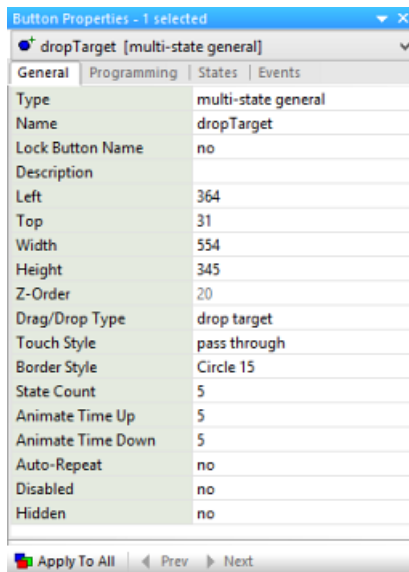 Button Properties - 1 selected
dropTarget [multi-state general]
General Programming States Events
Type multi-state general
Name dropTarget
Lock Button Name no
Description
Left 364
Top 31
Width 554
Height 345
Z-Order 20
Drag/Drop Type drop target
Touch Style pass through
Border Style Circle 15
State Count 5
Animate Time Up 5
Animate Time Down 5
Auto-Repeat no
Disabled no
Hidden no
Apply To All Prev Next